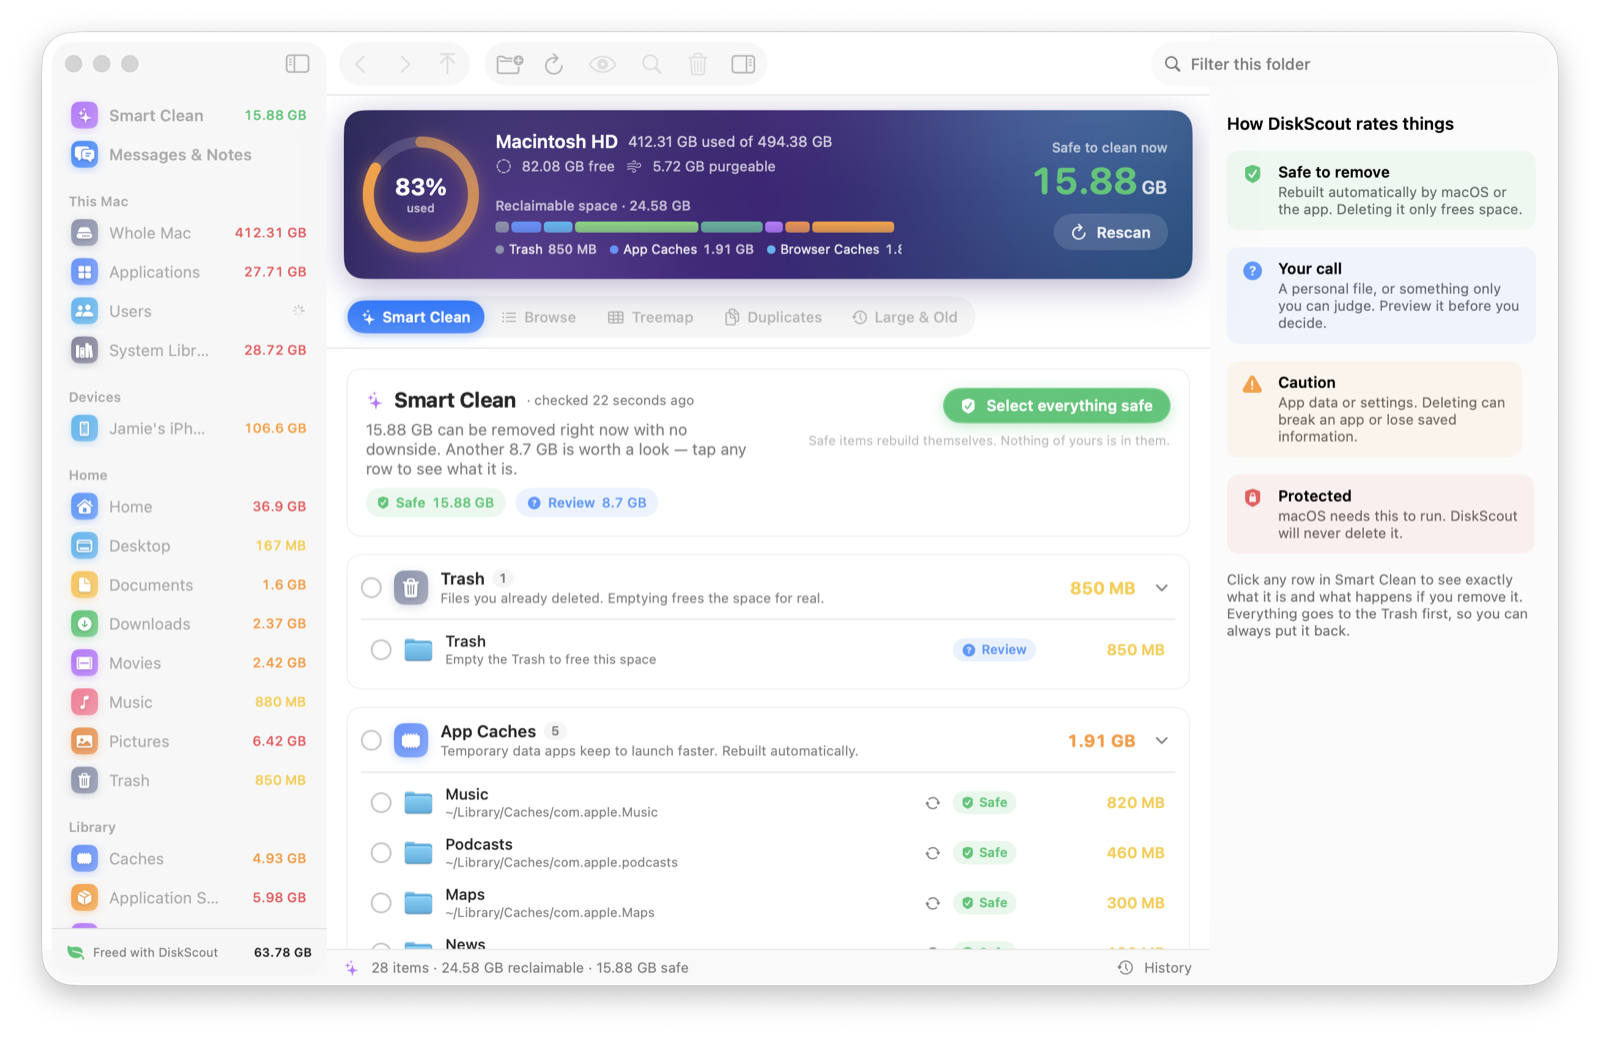 Smart Clean 15.88 GB
Messages & Notes
This Mac
Whole Mac 412.31 GB
Applications 27.71 GB
Users
System Libr... 28.72 GB
Devices
Jamie's iPh... 106.6 GB
Home
Home 36.9 GB
Desktop 167 MB
Documents 1.6 GB
Downloads 2.37 GB
Movies 2.42 GB
Music 880 MB
Pictures 6.42 GB
Trash 850 MB
Library
Caches 4.93 GB
Application S... 5.98 GB
Freed with DiskScout 63.78 GB
Filter this folder
83%
used
Macintosh HD 412.31 GB used of 494.38 GB
82.08 GB free 5.72 GB purgeable
Reclaimable space · 24.58 GB
Trash 850 MB App Caches 1.91 GB Browser Caches
Safe to clean now
15.88 GB
Rescan
Smart Clean Browse Treemap Duplicates Large & Old
Smart Clean · checked 22 seconds ago
15.88 GB can be removed right now with no
downside. Another 8.7 GB is worth a look — tap any
row to see what it is.
Safe 15.88 GB Review 8.7 GB
Select everything safe
Safe items rebuild themselves. Nothing of yours is in them.
Trash 1
Files you already deleted. Emptying frees the space for real.
850 MB
Trash
Empty the Trash to free this space
Review 850 MB
App Caches 5
Temporary data apps keep to launch faster. Rebuilt automatically.
1.91 GB
Music
~/Library/Caches/com.apple.Music
Safe 820 MB
Podcasts
~/Library/Caches/com.apple.podcasts
Safe 460 MB
Maps
~/Library/Caches/com.apple.Maps
Safe 300 MB
News
28 items · 24.58 GB reclaimable · 15.88 GB safe
History
How DiskScout rates things
Safe to remove
Rebuilt automatically by macOS or
the app. Deleting it only frees space.
Your call
A personal file, or something only
you can judge. Preview it before you
decide.
Caution
App data or settings. Deleting can
break an app or lose saved
information.
Protected
macOS needs this to run. DiskScout
will never delete it.
Click any row in Smart Clean to see exactly
what it is and what happens if you remove it.
Everything goes to the Trash first, so you can
always put it back.